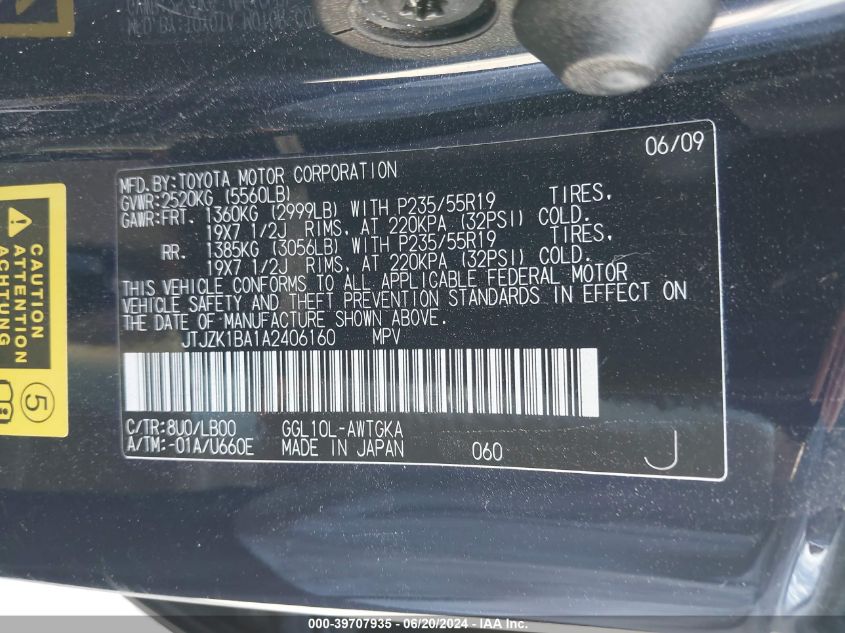 06/09
MFD.BY:TOYOTA MOTOR CORPORATION
GVWR:2520KG (5560LB)
GAWR:FRT. 1360KG (2999LB) WITH P235/55R19 TIRES,
19X7 1/2J RIMS, AT 220KPA (32PSI) COLD.
RR. 1385KG (3056LB) WITH P235/55R19 TIRES,
19X7 1/2J RIMS, AT 220KPA (32PSI) COLD.
THIS VEHICLE CONFORMS TO ALL APPLICABLE FEDERAL MOTOR
VEHICLE SAFETY AND THEFT PREVENTION STANDARDS IN EFFECT ON
THE DATE OF MANUFACTURE SHOWN ABOVE.
JTJZK1BA1A2406160 MPV
C/TR:8U0/LB00 GGL10L-AWTGKA
A/TM:-01A/U660E MADE IN JAPAN 060 J
CAUTION
ATTENTION
ACHTUNG
5
000-39707935 - 06/20/2024 - IAA Inc.